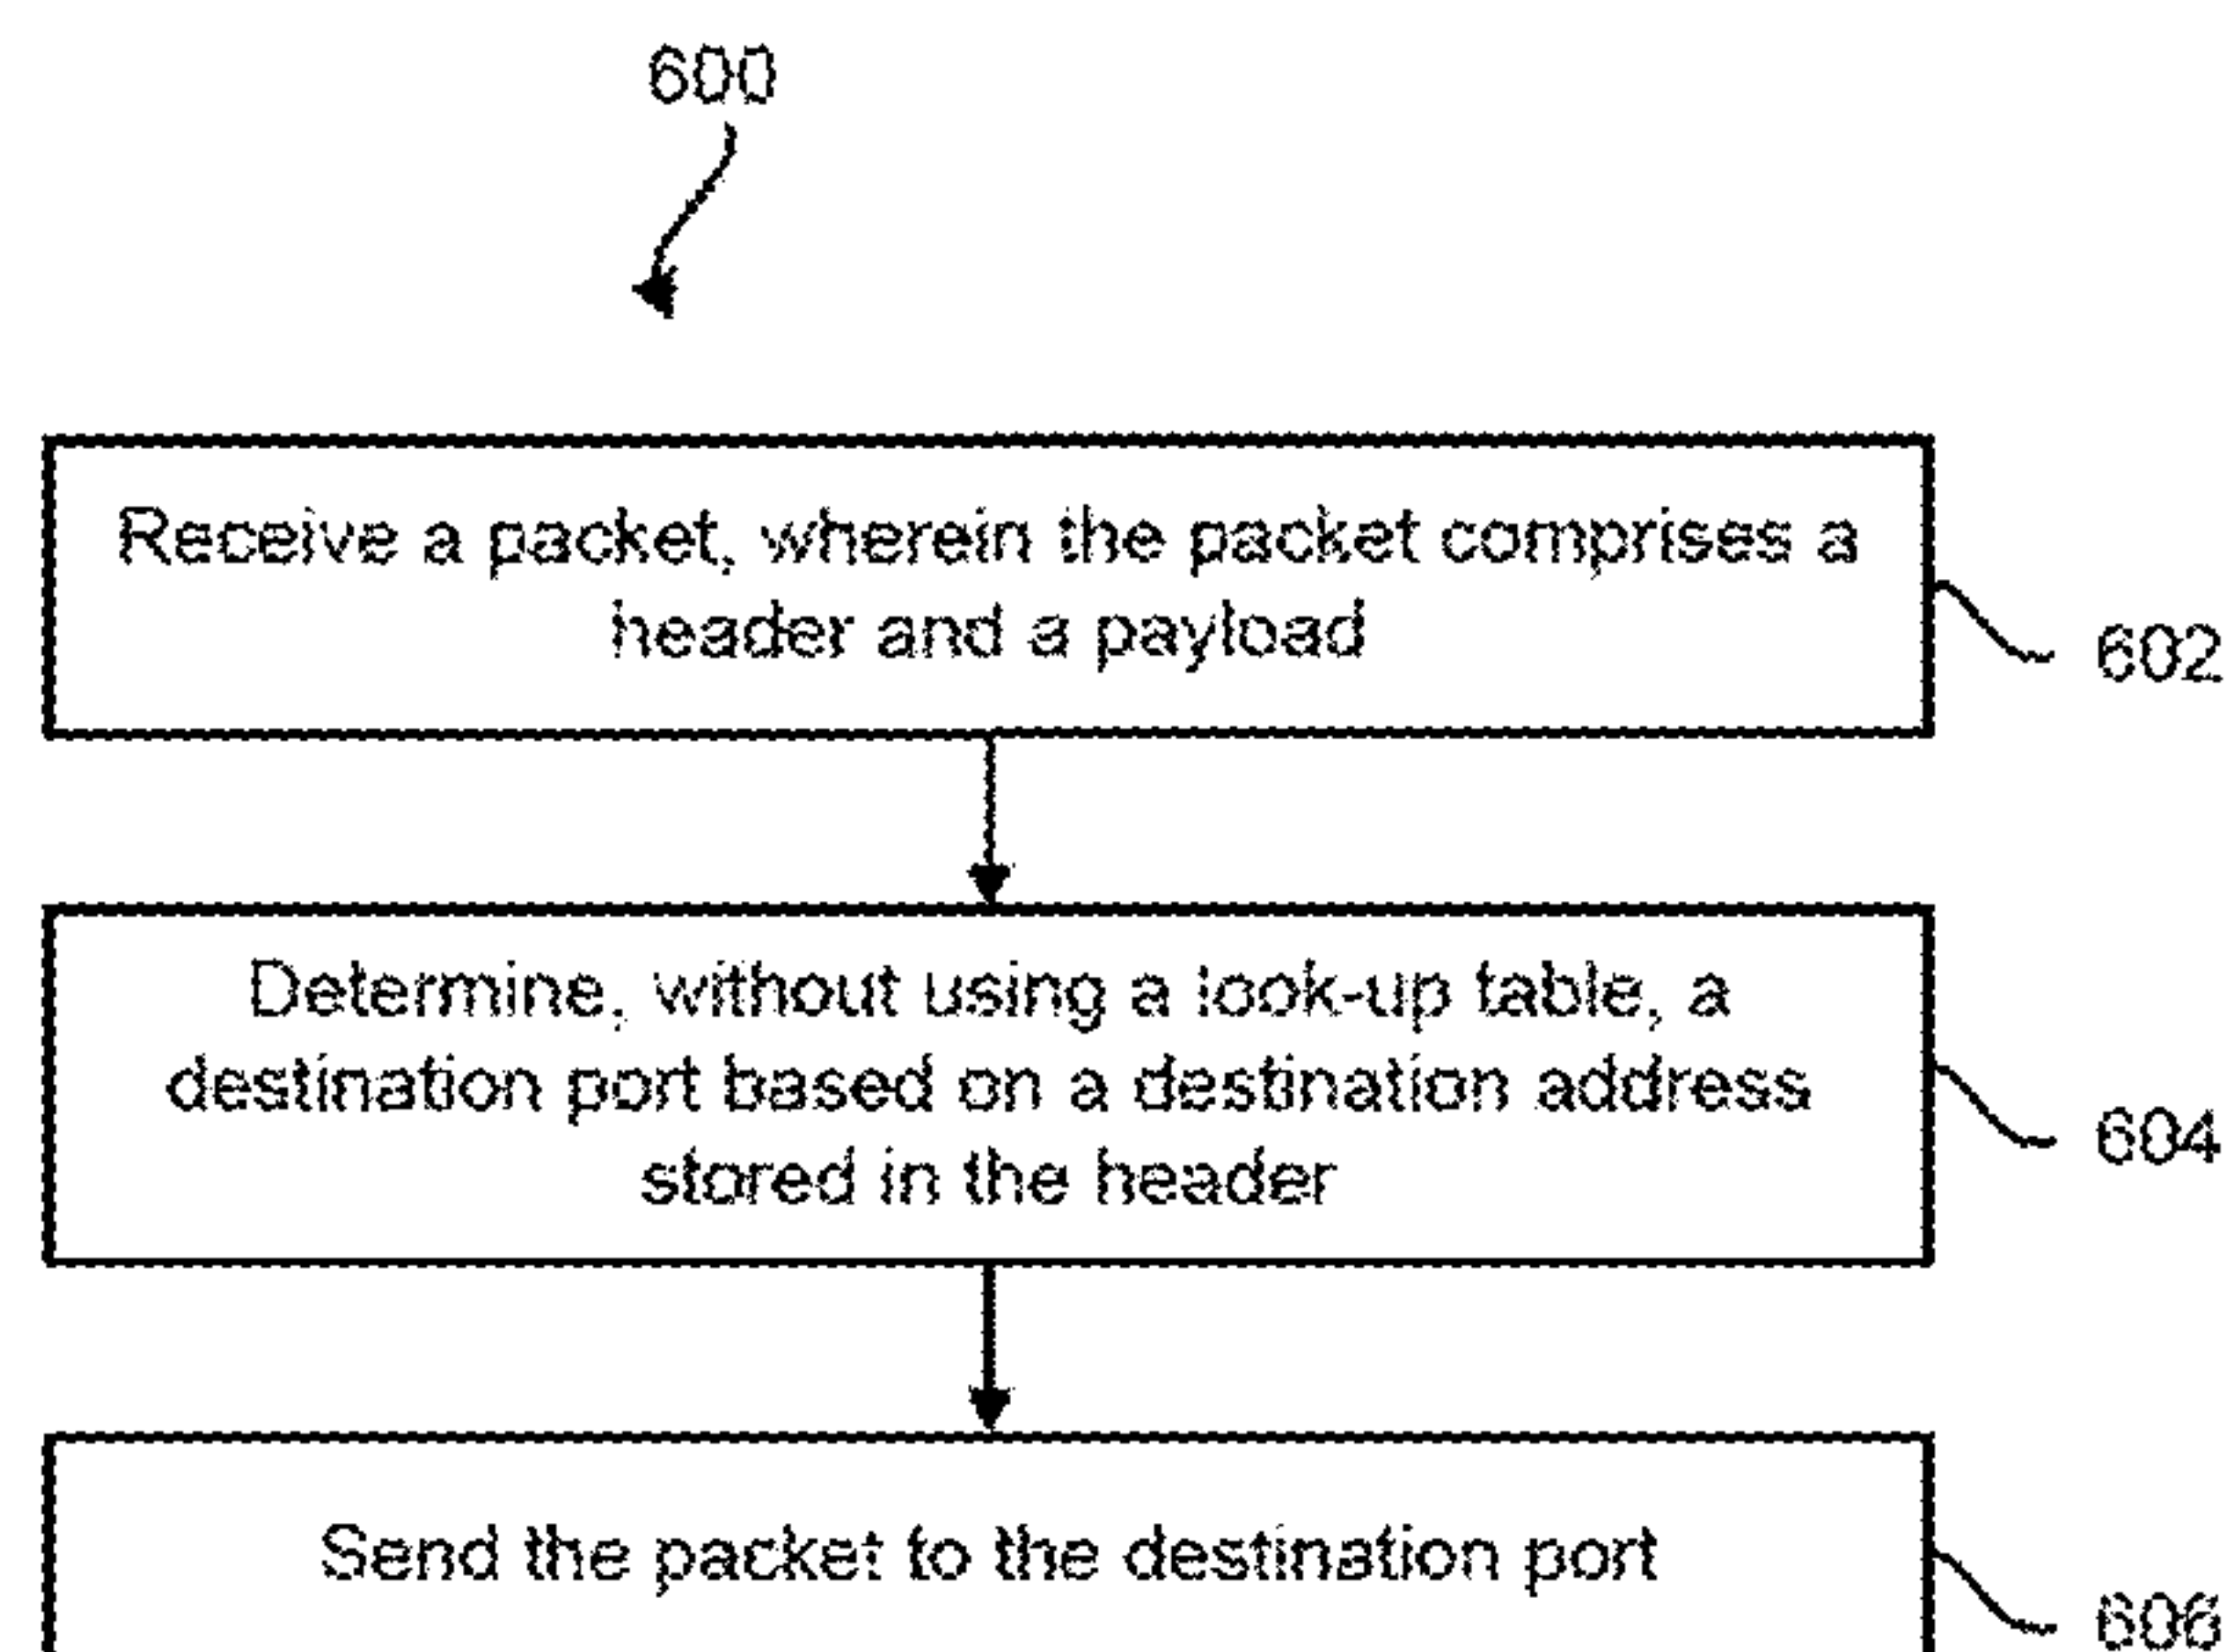 600
Receive a packet, wherein the packet comprises a
header and a payload
602
Determine, without using a look-up table, a
destination port based on a destination address
stored in the header
604
Send the packet to the destination port
606